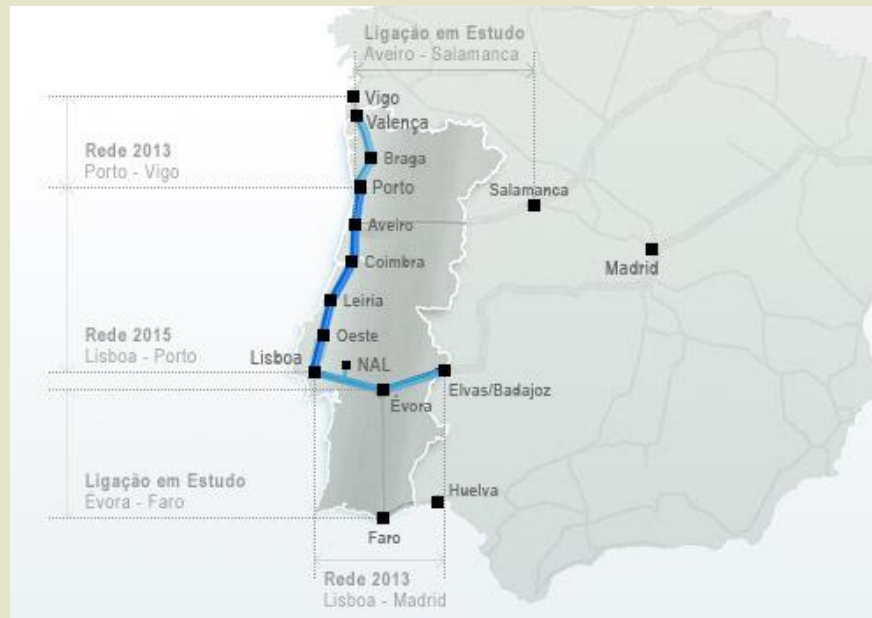 Ligação em Estudo
Aveiro - Salamanca
Vigo
Valença
Rede 2013
Porto - Vigo
Braga
Porto
Salamanca
Aveiro
Madrid
Coimbra
Leiria
Rede 2015
Lisboa - Porto
Oeste
Lisboa
NAL
Elvas/Badajoz
Évora
Ligação em Estudo
Évora - Faro
Huelva
Faro
Rede 2013
Lisboa - Madrid